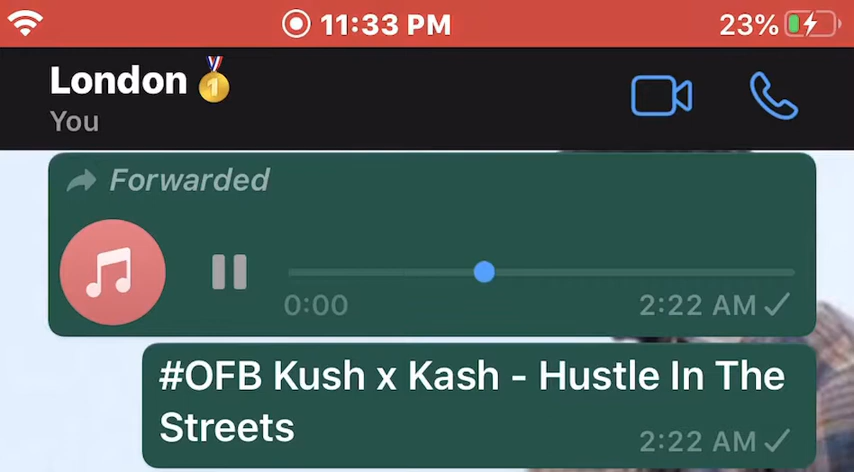 11:33 PM 23%
London 🥇
You
Forwarded
0:00 2:22 AM
#OFB Kush x Kash - Hustle In The
Streets
2:22 AM